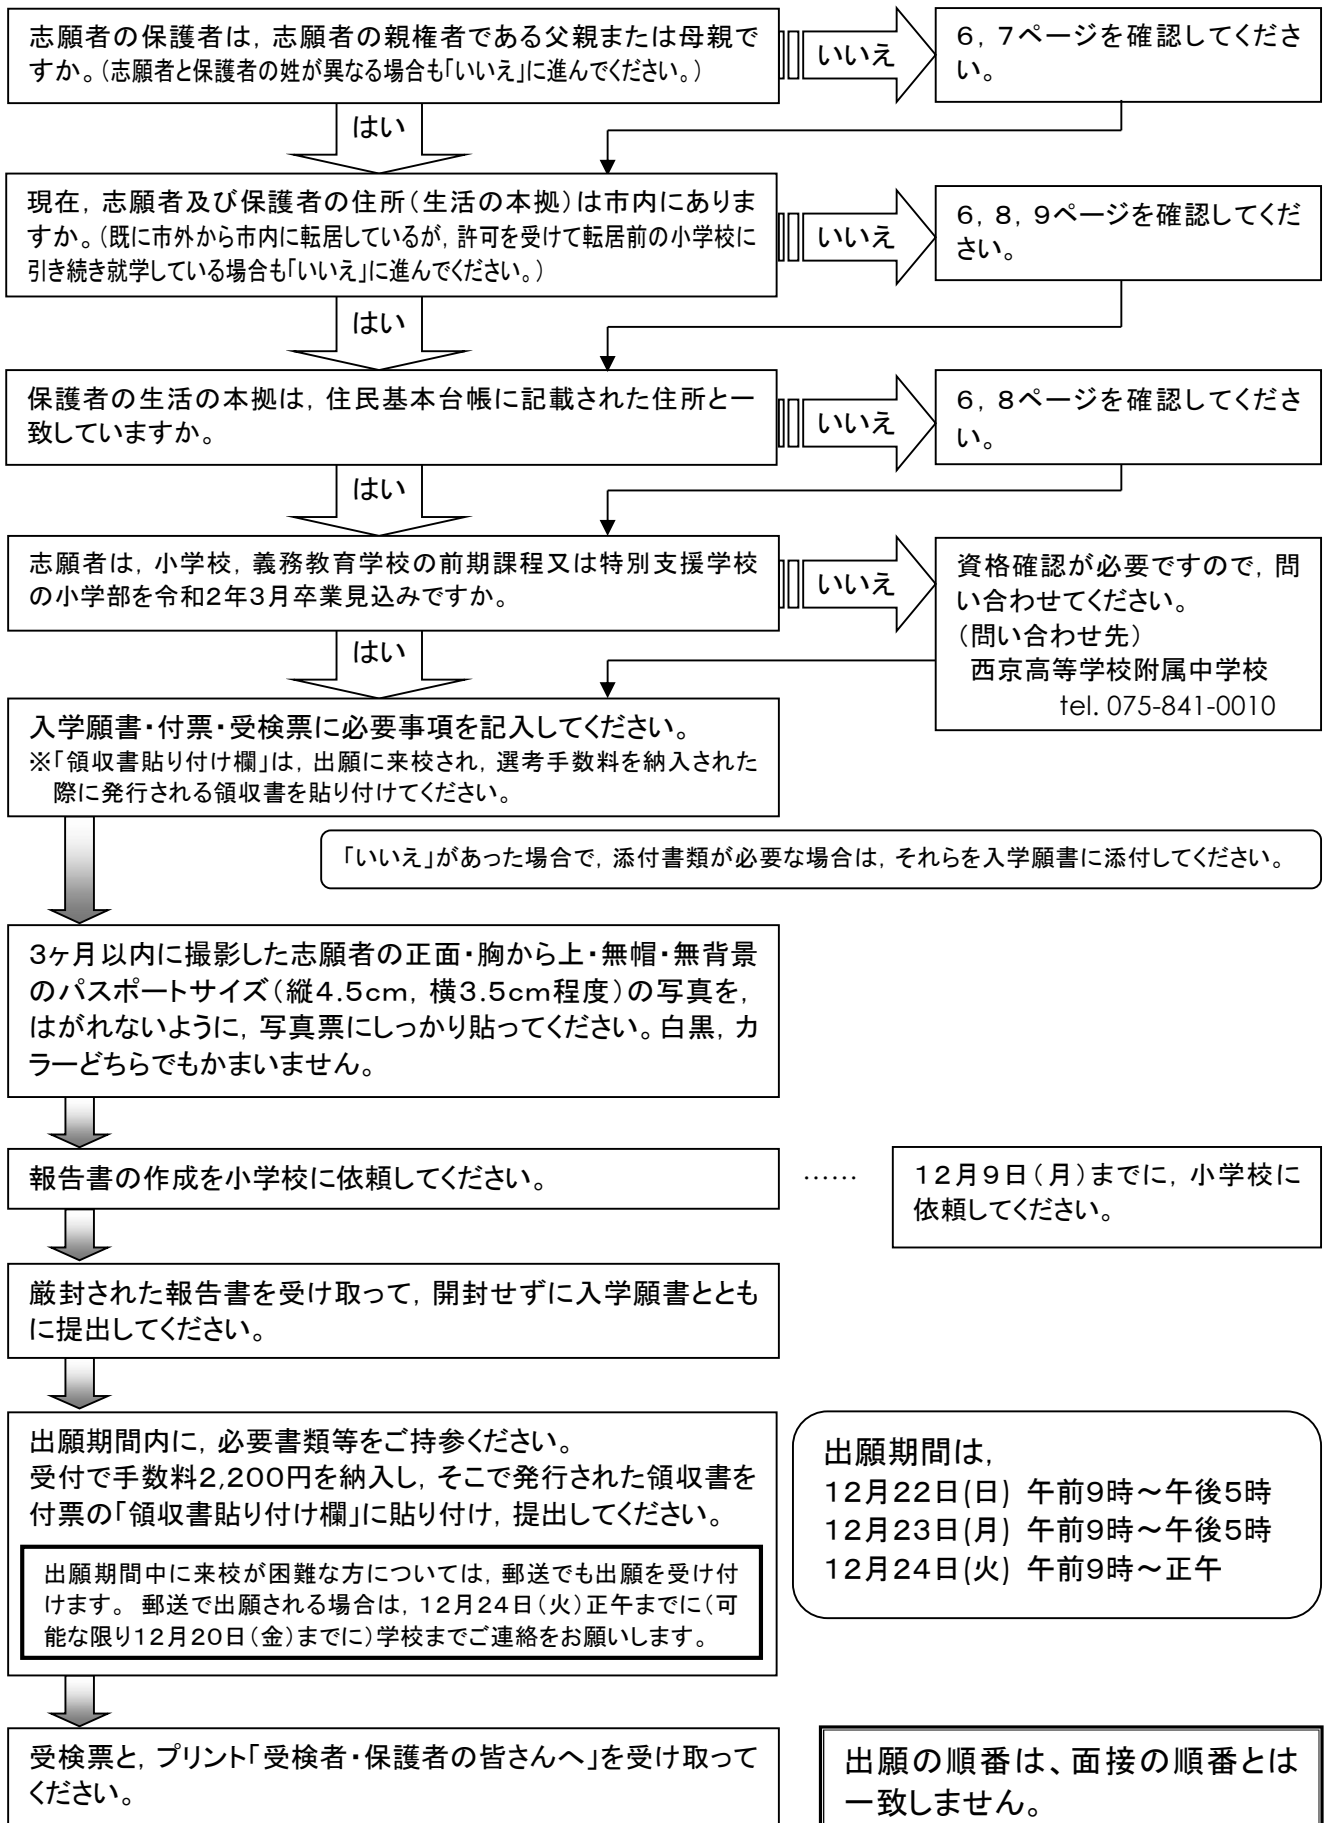 志願者の保護者は，志願者の親権者である父親または母親で
すか。（志願者と保護者の姓が異なる場合も「いいえ」に進んでください。）
いいえ
6，7ページを確認してくださ
い。
はい
現在，志願者及び保護者の住所（生活の本拠）は市内にありま
すか。（既に市外から市内に転居しているが，許可を受けて転居前の小学校に
引き続き就学している場合も「いいえ」に進んでください。）
いいえ
6，8，9ページを確認してくだ
さい。
はい
保護者の生活の本拠は，住民基本台帳に記載された住所と一
致していますか。
いいえ
6，8ページを確認してくださ
い。
はい
志願者は，小学校，義務教育学校の前期課程又は特別支援学校
の小学部を令和2年3月卒業見込みですか。
いいえ
資格確認が必要ですので，問
い合わせてください。
（問い合わせ先）
西京高等学校附属中学校
tel. 075-841-0010
はい
入学願書・付票・受検票に必要事項を記入してください。
※「領収書貼り付け欄」は，出願に来校され，選考手数料を納入された
際に発行される領収書を貼り付けてください。
「いいえ」があった場合で，添付書類が必要な場合は，それらを入学願書に添付してください。
3ヶ月以内に撮影した志願者の正面・胸から上・無帽・無背景
のパスポートサイズ（縦4.5cm，横3.5cm程度）の写真を，
はがれないように，写真票にしっかり貼ってください。白黒，カ
ラーどちらでもかまいません。
報告書の作成を小学校に依頼してください。
……
12月9日（月）までに，小学校に
依頼してください。
厳封された報告書を受け取って，開封せずに入学願書ととも
に提出してください。
出願期間内に，必要書類等をご持参ください。
受付で手数料2,200円を納入し，そこで発行された領収書を
付票の「領収書貼り付け欄」に貼り付け，提出してください。
出願期間中に来校が困難な方については，郵送でも出願を受け付
けます。 郵送で出願される場合は，12月24日（火）正午までに（可
能な限り12月20日（金）までに）学校までご連絡をお願いします。
出願期間は，
12月22日(日) 午前9時～午後5時
12月23日(月) 午前9時～午後5時
12月24日(火) 午前9時～正午
受検票と，プリント「受検者・保護者の皆さんへ」を受け取って
ください。
出願の順番は、面接の順番とは
一致しません。